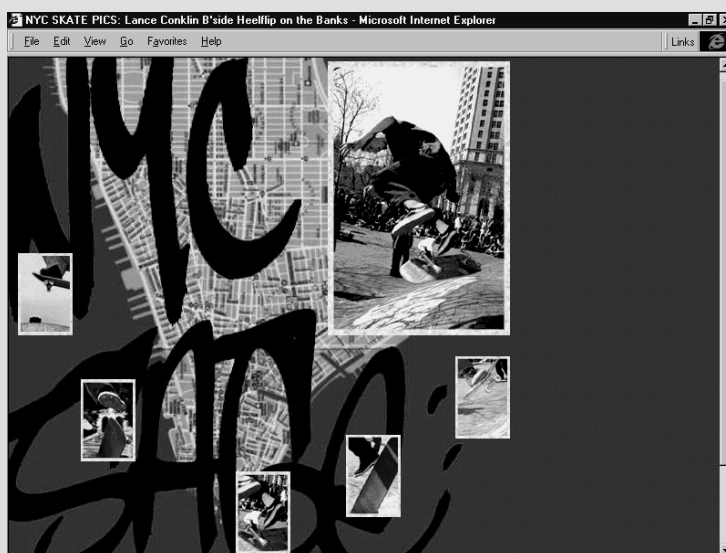 NYC SKATE PICS: Lance Conklin B'side Heelflip on the Banks - Microsoft Internet Explorer
File Edit View Go Favorites Help Links
NYC